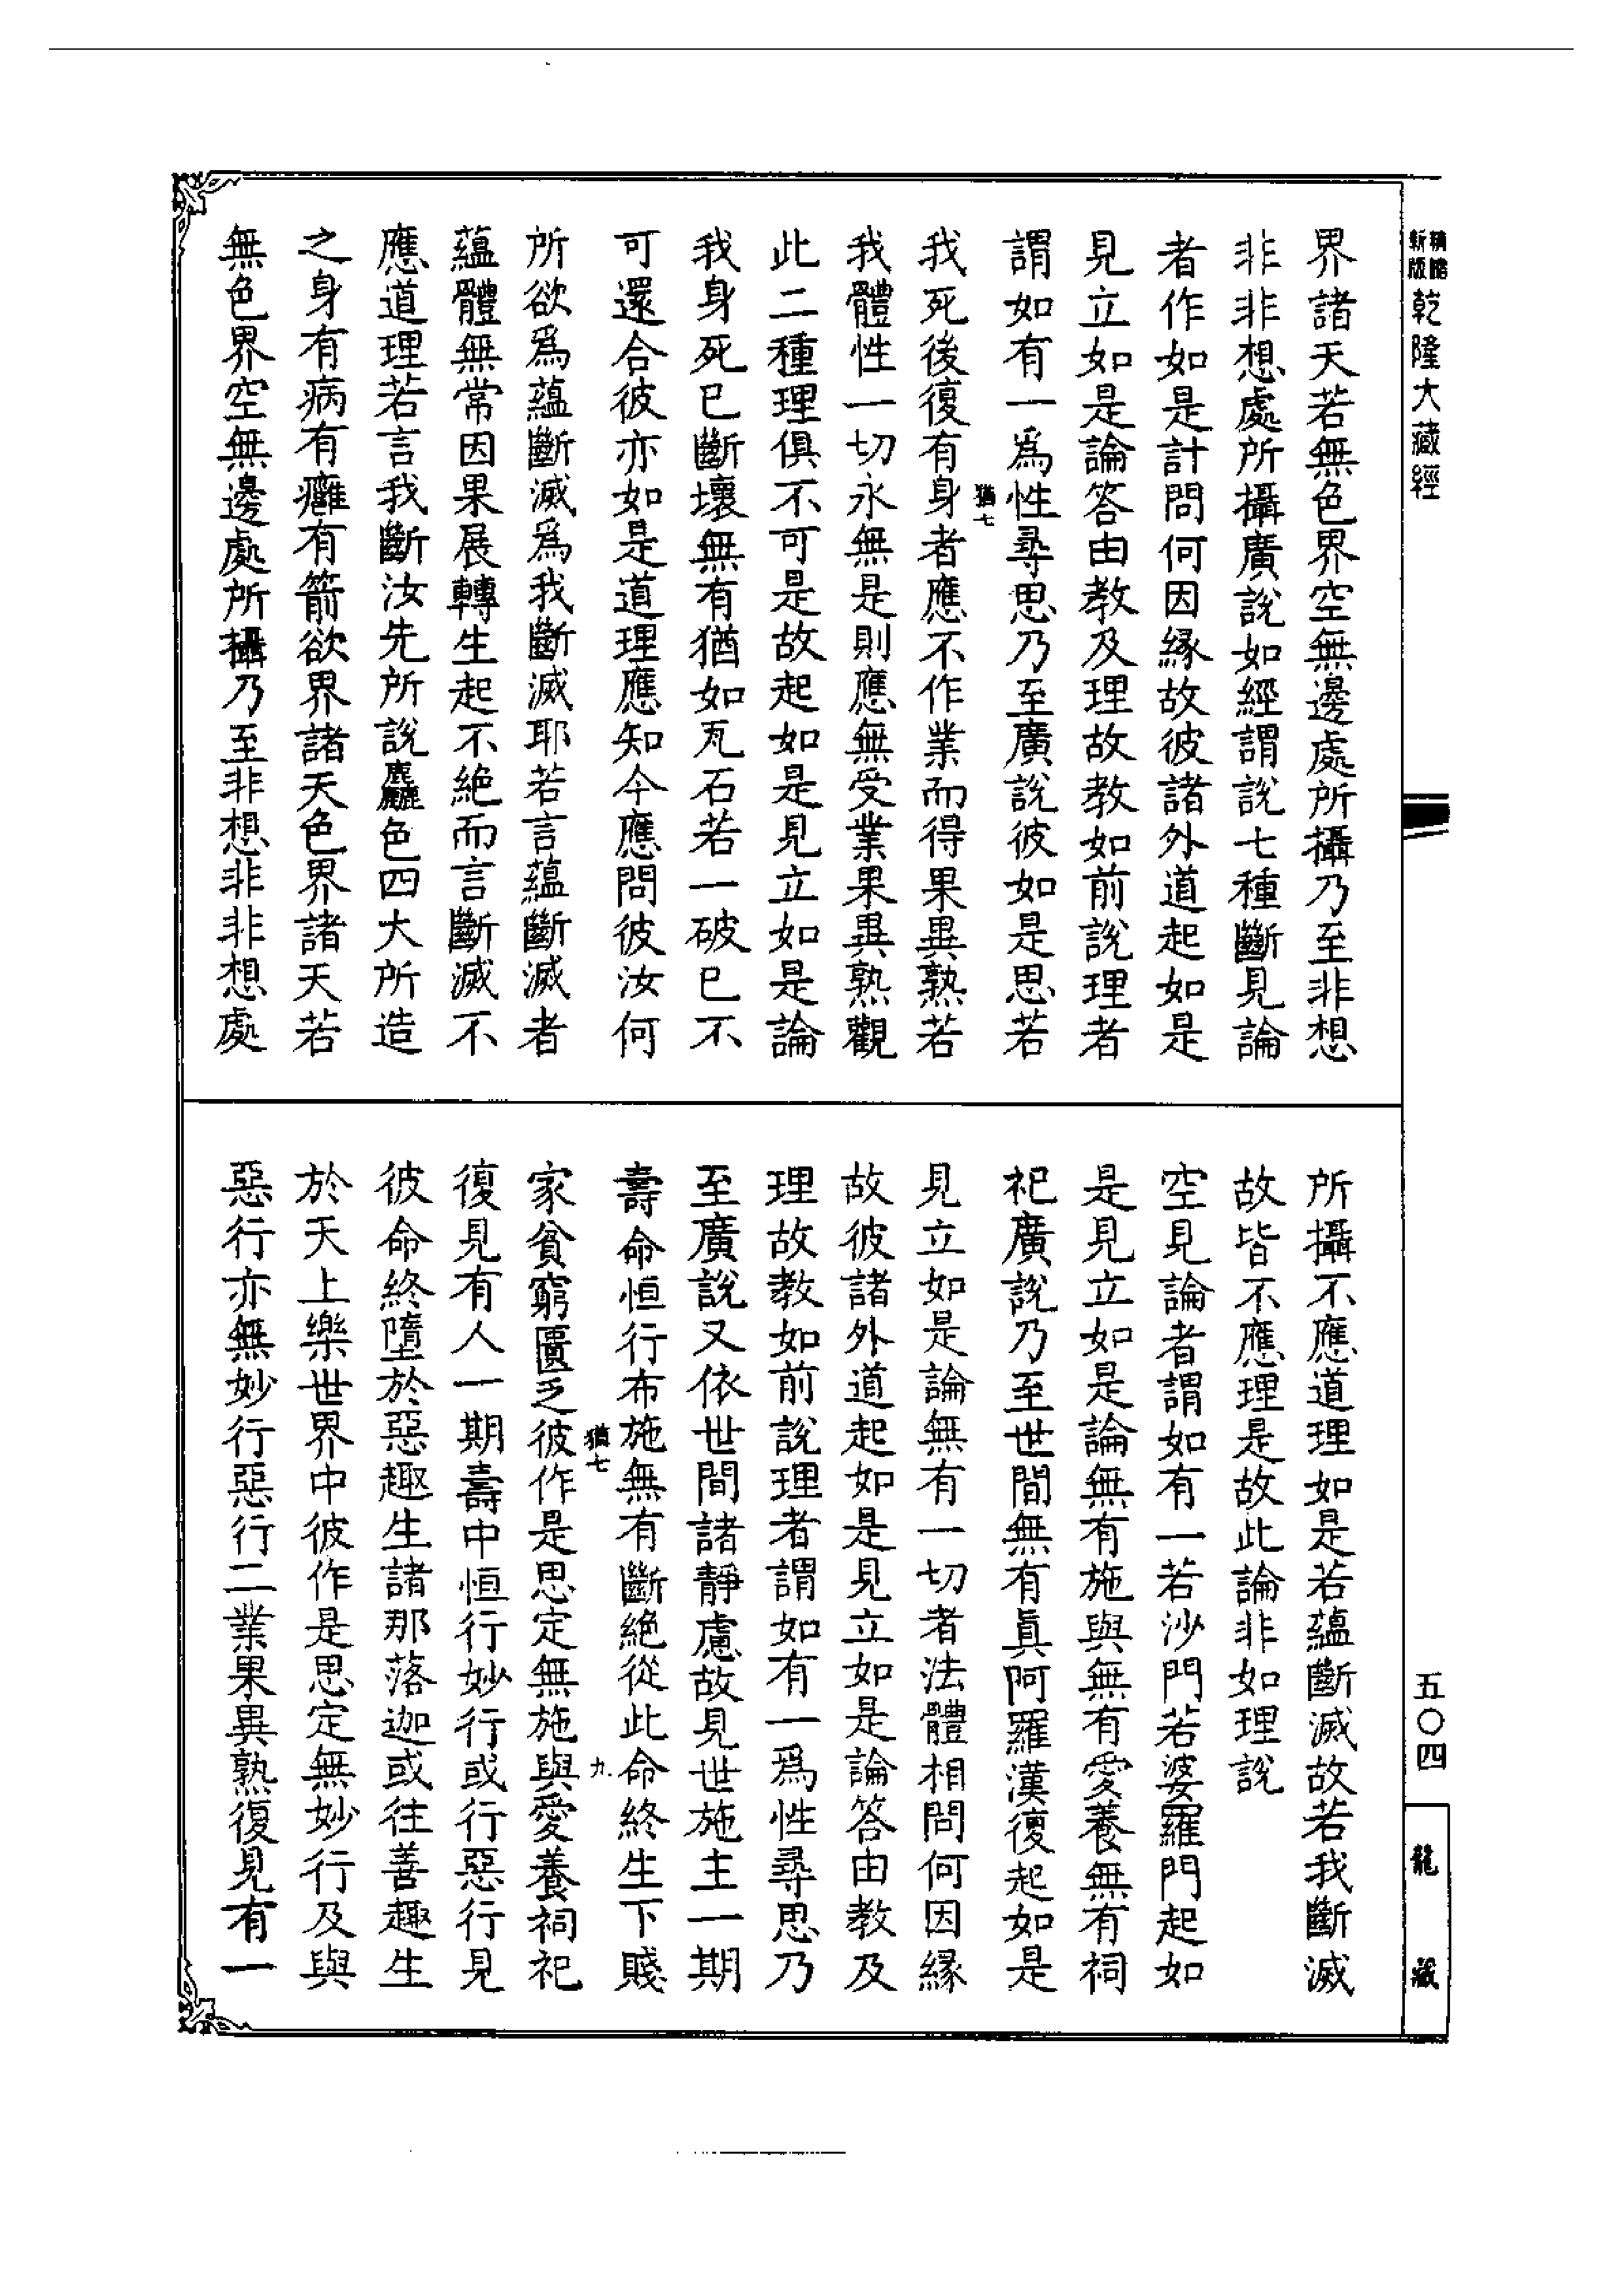 新版
精縮
乾隆大藏經
界諸天若無色界空無邊處所攝乃至非想
非非想處所攝廣說如經謂說七種斷見論
者作如是計問何因緣故彼諸外道起如是
見立如是論答由教及理故教如前說理者
謂如有一爲性尋思乃至廣說彼如是思若
猶七
我死後復有身者應不作業而得果異熟若
我體性一切永無是則應無受業果異熟觀
此二種理俱不可是故起如是見立如是論
我身死已斷壞無有猶如瓦石若一破已不
可還合彼亦如是道理應知今應問彼汝何
所欲爲蘊斷滅爲我斷滅耶若言蘊斷滅者
蘊體無常因果展轉生起不絕而言斷滅不
應道理若言我斷汝先所說麤色四大所造
之身有病有癰有箭欲界諸天色界諸天若
無色界空無邊處所攝乃至非想非非想處
所攝不應道理如是若蘊斷滅故若我斷滅
故皆不應理是故此論非如理說
空見論者謂如有一若沙門若婆羅門起如
是見立如是論無有施與無有愛養無有祠
祀廣說乃至世間無有眞阿羅漢復起如是
見立如是論無有一切者法體相問何因緣
故彼諸外道起如是見立如是論答由教及
理故教如前說理者謂如有一爲性尋思乃
至廣說又依世間諸靜慮故見世施主一期
壽命恒行布施無有斷絕從此命終生下賤
猶七
九
家貧窮匱乏彼作是思定無施與愛養祠祀
復見有人一期壽中恒行妙行或行惡行見
彼命終墮於惡趣生諸那落迦或往善趣生
於天上樂世界中彼作是思定無妙行及與
惡行亦無妙行惡行二業果異熟復見有一
五〇四
龍藏